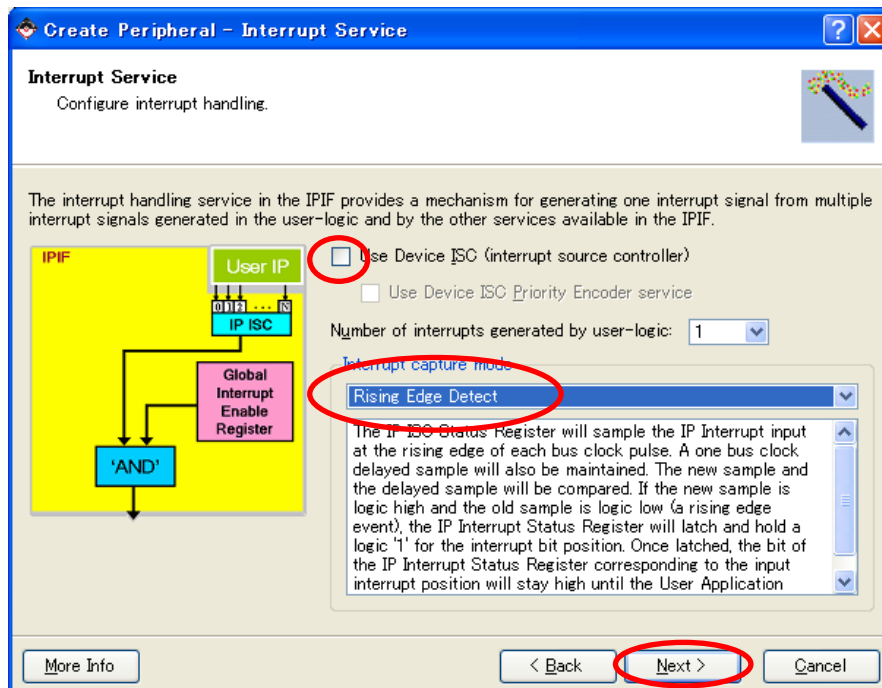 Create Peripheral - Interrupt Service
Interrupt Service
Configure interrupt handling.
The interrupt handling service in the IPIF provides a mechanism for generating one interrupt signal from multiple
interrupt signals generated in the user-logic and by the other services available in the IPIF.
IPIF
User IP
0 1 2 ... N
IP ISC
Global
Interrupt
Enable
Register
'AND'
Use Device ISC (interrupt source controller)
Use Device ISC Priority Encoder service
Number of interrupts generated by user-logic: 1
Interrupt capture mode
Rising Edge Detect
The IP ISC Status Register will sample the IP Interrupt input
at the rising edge of each bus clock pulse. A one bus clock
delayed sample will also be maintained. The new sample and
the delayed sample will be compared. If the new sample is
logic high and the old sample is logic low (a rising edge
event), the IP Interrupt Status Register will latch and hold a
logic '1' for the interrupt bit position. Once latched, the bit of
the IP Interrupt Status Register corresponding to the input
interrupt position will stay high until the User Application
More Info
< Back
Next >
Cancel